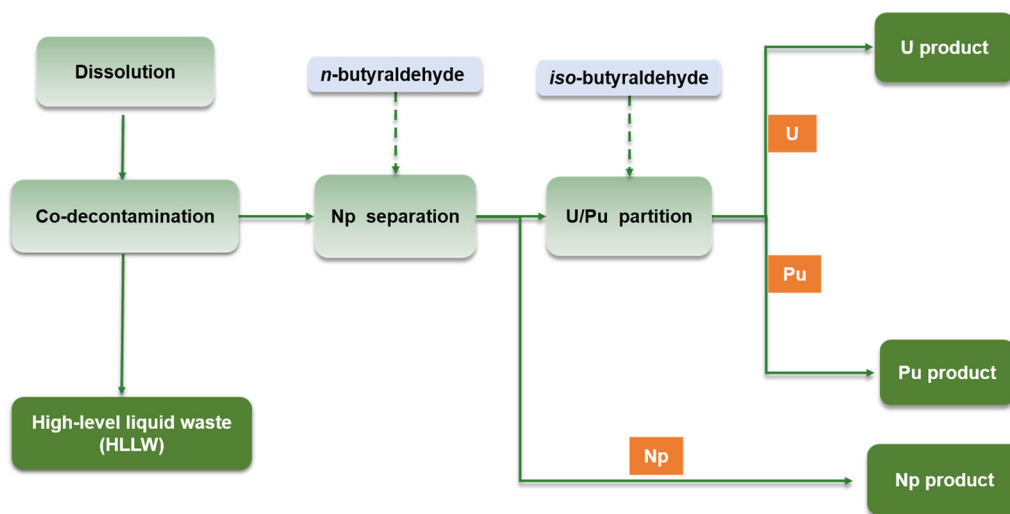 Dissolution
n-butyraldehyde
iso-butyraldehyde
U product
U
Co-decontamination
Np separation
U/Pu partition
Pu
Pu product
High-level liquid waste
(HLLW)
Np
Np product